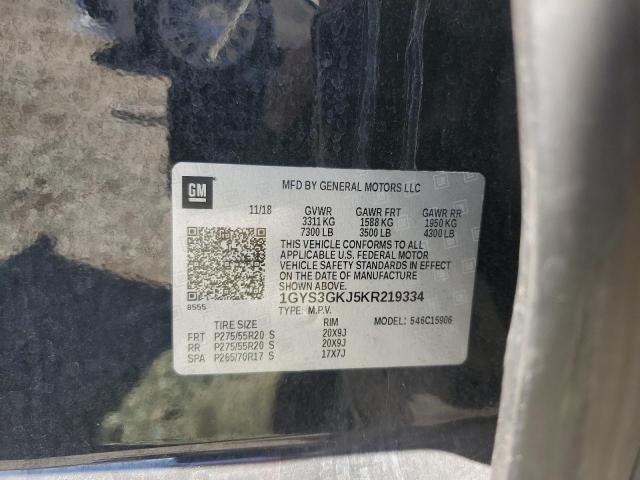 GM
MFD BY GENERAL MOTORS LLC
11/18 GVWR GAWR FRT GAWR RR
3311 KG 1588 KG 1950 KG
7300 LB 3500 LB 4300 LB
THIS VEHICLE CONFORMS TO ALL
APPLICABLE U.S. FEDERAL MOTOR
VEHICLE SAFETY STANDARDS IN EFFECT
ON THE DATE OF MANUFACTURE
SHOWN ABOVE.
8555
1GYS3GKJ5KR219334
TYPE: M.P.V.
TIRE SIZE RIM MODEL: 546C15906
FRT P275/55R20 S 20X9J
RR P275/55R20 S 20X9J
SPA P265/70R17 S 17X7J